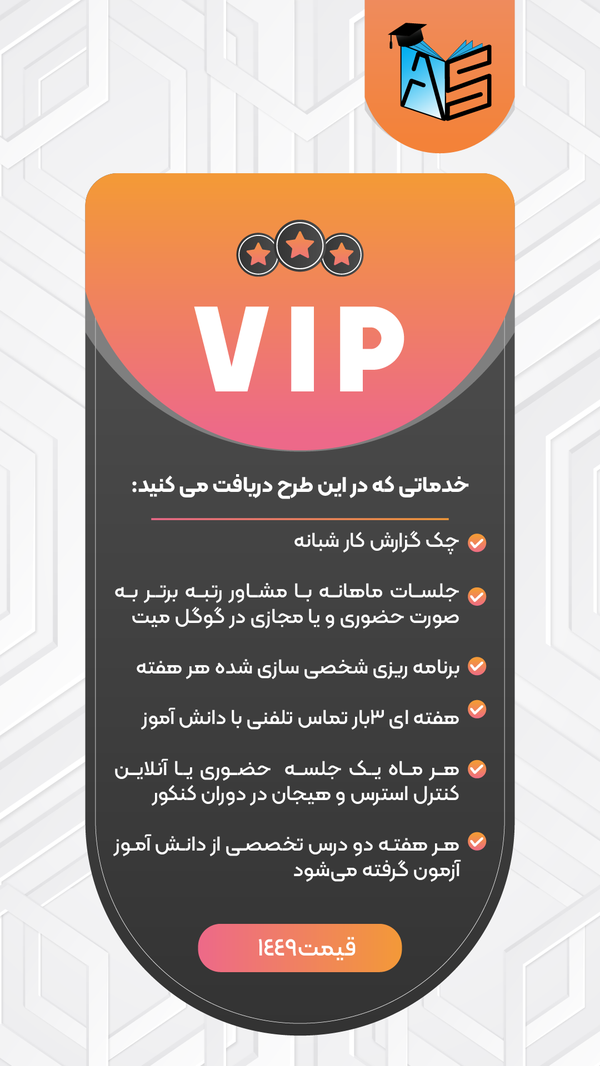 AS
VIP
خدماتی که در این طرح دریافت می کنید:
چک گزارش کار شبانه
جلسات ماهانه با مشاور رتبه برتر به
صورت حضوری و یا مجازی در گوگل میت
برنامه ریزی شخصی سازی شده هر هفته
هفته ای ۳بار تماس تلفنی با دانش آموز
هر ماه یک جلسه حضوری یا آنلاین
کنترل استرس و هیجان در دوران کنکور
هر هفته دو درس تخصصی از دانش آموز
آزمون گرفته می‌شود
قیمت١٤٤٩